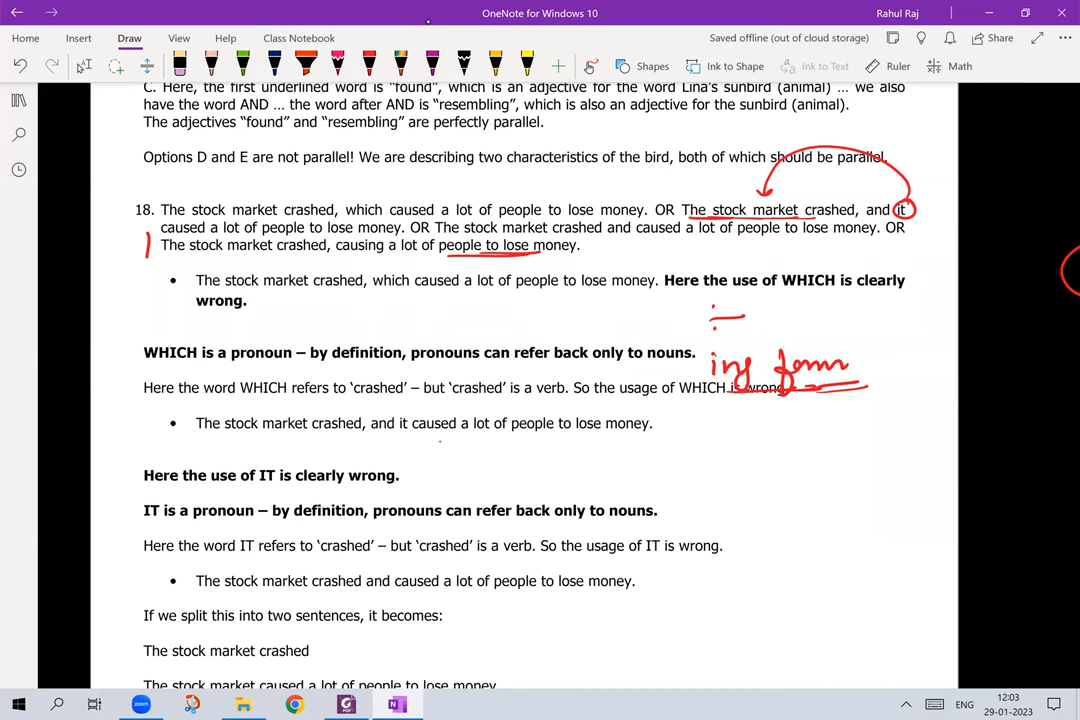 OneNote for Windows 10
Rahul Raj
Home Insert Draw View Help Class Notebook
Saved offline (out of cloud storage) Share
Shapes Ink to Shape Ink to Text Ruler Math
C. Here, the first underlined word is “found”, which is an adjective for the word Lina's sunbird (animal) ... we also
have the word AND ... the word after AND is “resembling”, which is also an adjective for the sunbird (animal).
The adjectives “found” and “resembling” are perfectly parallel.
Options D and E are not parallel! We are describing two characteristics of the bird, both of which should be parallel.
18. The stock market crashed, which caused a lot of people to lose money. OR The stock market crashed, and it
caused a lot of people to lose money. OR The stock market crashed and caused a lot of people to lose money. OR
The stock market crashed, causing a lot of people to lose money.
• The stock market crashed, which caused a lot of people to lose money. Here the use of WHICH is clearly
wrong.
WHICH is a pronoun – by definition, pronouns can refer back only to nouns.
ing form
Here the word WHICH refers to ‘crashed’ – but ‘crashed’ is a verb. So the usage of WHICH is wrong.
• The stock market crashed, and it caused a lot of people to lose money.
Here the use of IT is clearly wrong.
IT is a pronoun – by definition, pronouns can refer back only to nouns.
Here the word IT refers to ‘crashed’ – but ‘crashed’ is a verb. So the usage of IT is wrong.
• The stock market crashed and caused a lot of people to lose money.
If we split this into two sentences, it becomes:
The stock market crashed
The stock market caused a lot of people to lose money
zoom
PDF
N
ENG
12:03
29-01-2023